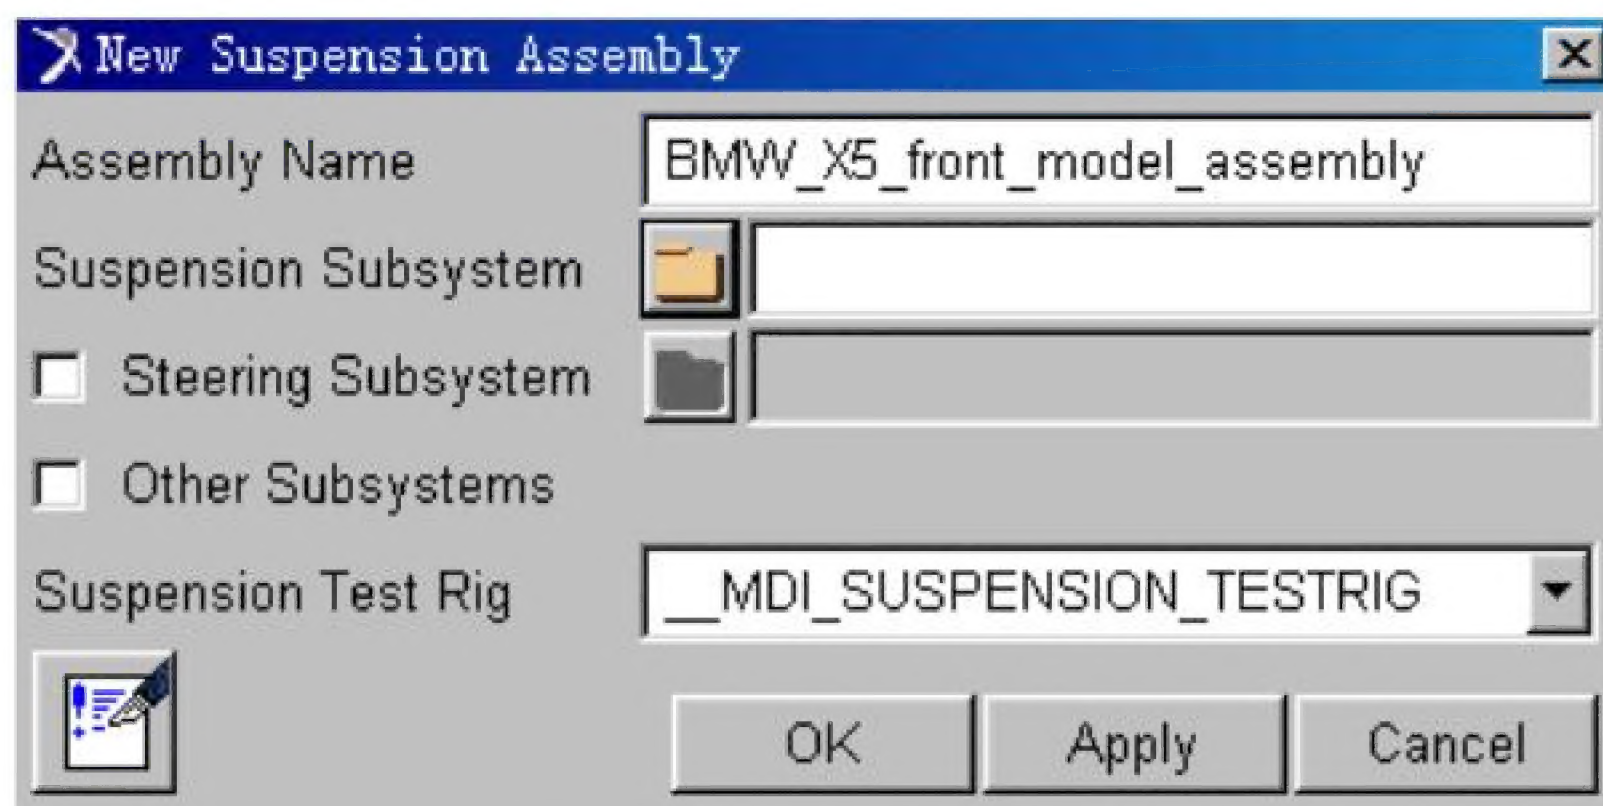 New Suspension Assembly
Assembly Name BMW_X5_front_model_assembly
Suspension Subsystem
Steering Subsystem
Other Subsystems
Suspension Test Rig __MDI_SUSPENSION_TESTRIG
OK Apply Cancel